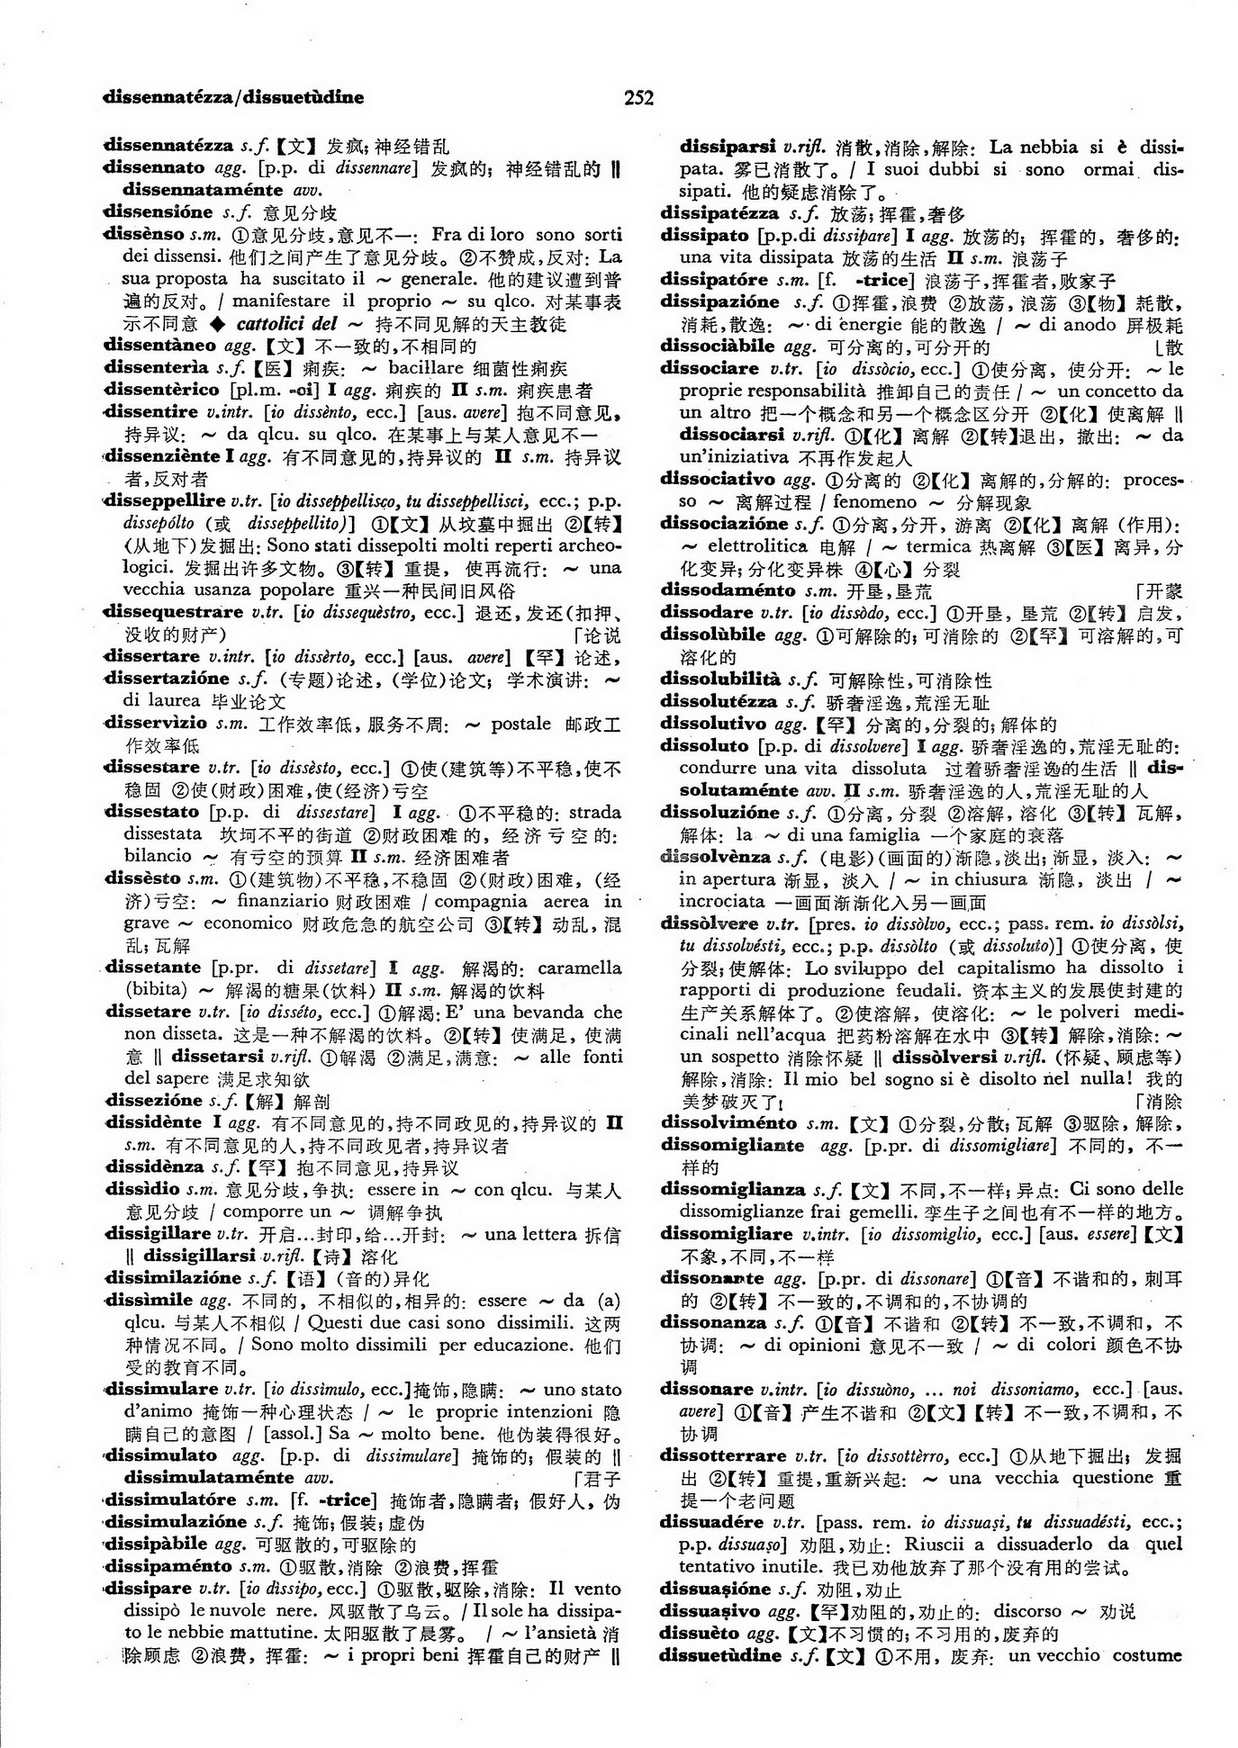 dissennatézza/dissuetùdine
252
dissennatézza s.f.【文】发疯;神经错乱
dissennato agg. [p.p. di dissennare] 发疯的; 神经错乱的 ‖
dissennataménte avv.
dissensióne s.f. 意见分歧
dissènso s.m. ①意见分歧,意见不一: Fra di loro sono sorti
dei dissensi. 他们之间产生了意见分歧。②不赞成,反对: La
sua proposta ha suscitato il ～ generale. 他的建议遭到普
遍的反对。/ manifestare il proprio ～ su qlco. 对某事表
示不同意 ◆ cattolici del ～ 持不同见解的天主教徒
dissentàneo agg.【文】不一致的,不相同的
dissenterìa s.f.【医】痢疾: ～ bacillare 细菌性痢疾
dissentèrico [pl.m. -ci] I agg. 痢疾的 II s.m. 痢疾患者
dissentire v.intr. [io dissènto, ecc.] [aus. avere] 抱不同意见,
持异议: ～ da qlcu. su qlco. 在某事上与某人意见不一
dissenziènte I agg. 有不同意见的,持异议的 II s.m. 持异议
者,反对者
disseppellire v.tr. [io disseppellisco, tu disseppellisci, ecc.; p.p.
dissepólto (或 disseppellito)] ①【文】从坟墓中掘出 ②【转】
(从地下)发掘出: Sono stati dissepolti molti reperti archeo-
logici. 发掘出许多文物。③【转】重提, 使再流行: ～ una
vecchia usanza popolare 重兴一种民间旧风俗
dissequestrare v.tr. [io dissequèstro, ecc.] 退还,发还(扣押、
没收的财产) 「论说
dissertare v.intr. [io dissèrto, ecc.] [aus. avere] 【罕】论述,
dissertazióne s.f. (专题)论述, (学位)论文; 学术演讲: ～
di laurea 毕业论文
disservìzio s.m. 工作效率低,服务不周: ～ postale 邮政工
作效率低
dissestare v.tr. [io dissèsto, ecc.] ①使(建筑等)不平稳,使不
稳固 ②使(财政)困难,使(经济)亏空
dissestato [p.p. di dissestare] I agg. ①不平稳的: strada
dissestata 坎坷不平的街道 ②财政困难的, 经济亏空的:
bilancio ～ 有亏空的预算 II s.m. 经济困难者
dissèsto s.m. ①(建筑物)不平稳,不稳固 ②(财政)困难, (经
济)亏空: ～ finanziario 财政困难 / compagnia aerea in
grave ～ economico 财政危急的航空公司 ③【转】动乱,混
乱;瓦解
dissetante [p.pr. di dissetare] I agg. 解渴的: caramella
(bibita) ～ 解渴的糖果(饮料) II s.m. 解渴的饮料
dissetare v.tr. [io disséto, ecc.] ①解渴: E' una bevanda che
non disseta. 这是一种不解渴的饮料。②【转】使满足, 使满
意 ‖ dissetarsi v.rifl. ①解渴 ②满足,满意: ～ alle fonti
del sapere 满足求知欲
dissezióne s.f.【解】解剖
dissidènte I agg. 有不同意见的,持不同政见的,持异议的 II
s.m. 有不同意见的人,持不同政见者,持异议者
dissidènza s.f.【罕】抱不同意见,持异议
dissìdio s.m. 意见分歧,争执: essere in ～ con qlcu. 与某人
意见分歧 / comporre un ～ 调解争执
dissigillare v.tr. 开启…封印,给…开封: ～ una lettera 拆信
‖ dissigillarsi v.rifl.【诗】溶化
dissimilazióne s.f.【语】(音的)异化
dissìmile agg. 不同的, 不相似的,相异的: essere ～ da (a)
qlcu. 与某人不相似 / Questi due casi sono dissimili. 这两
种情况不同。/ Sono molto dissimili per educazione. 他们
受的教育不同。
dissimulare v.tr. [io dissìmulo, ecc.]掩饰,隐瞒: ～ uno stato
d'animo 掩饰一种心理状态 / ～ le proprie intenzioni 隐
瞒自己的意图 / [assol.] Sa ～ molto bene. 他伪装得很好。
dissimulato agg. [p.p. di dissimulare] 掩饰的; 假装的 ‖
dissimulataménte avv. 「君子
dissimulatóre s.m. [f. -trice] 掩饰者,隐瞒者; 假好人, 伪
dissimulazióne s.f. 掩饰;假装;虚伪
dissipàbile agg. 可驱散的,可驱除的
dissipaménto s.m. ①驱散,消除 ②浪费,挥霍
dissipare v.tr. [io dìssipo, ecc.] ①驱散,驱除,消除: Il vento
dissipò le nuvole nere. 风驱散了乌云。/ Il sole ha dissipa-
to le nebbie mattutine. 太阳驱散了晨雾。 / ～ l'ansietà 消
除顾虑 ②浪费, 挥霍: ～ i propri beni 挥霍自己的财产 ‖
dissiparsi v.rifl. 消散,消除,解除: La nebbia si è dissi-
pata. 雾已消散了。/ I suoi dubbi si sono ormai dis-
sipati. 他的疑虑消除了。
dissipatézza s.f. 放荡;挥霍,奢侈
dissipato [p.p.di dissipare] I agg. 放荡的; 挥霍的, 奢侈的:
una vita dissipata 放荡的生活 II s.m. 浪荡子
dissipatóre s.m. [f. -trice] 浪荡子,挥霍者,败家子
dissipazióne s.f. ①挥霍,浪费 ②放荡, 浪荡 ③【物】耗散,
消耗,散逸: ～ di energie 能的散逸 / ～ di anodo 屏极耗
dissociàbile agg. 可分离的,可分开的 ⌊散
dissociare v.tr. [io dissòcio, ecc.] ①使分离, 使分开: ～ le
proprie responsabilità 推卸自己的责任 / ～ un concetto da
un altro 把一个概念和另一个概念区分开 ②【化】使离解 ‖
dissociarsi v.rifl. ①【化】离解 ②【转】退出, 撤出: ～ da
un'iniziativa 不再作发起人
dissociativo agg. ①分离的 ②【化】离解的,分解的: proces-
so ～ 离解过程 / fenomeno ～ 分解现象
dissociazióne s.f. ①分离,分开, 游离 ②【化】离解 (作用):
～ elettrolitica 电解 / ～ termica 热离解 ③【医】离异,分
化变异;分化变异株 ④【心】分裂
dissodaménto s.m. 开垦,垦荒 「开蒙
dissodare v.tr. [io dissòdo, ecc.] ①开垦, 垦荒 ②【转】启发,
dissolùbile agg. ①可解除的;可消除的 ②【罕】可溶解的,可
溶化的
dissolubilità s.f. 可解除性,可消除性
dissolutézza s.f. 骄奢淫逸,荒淫无耻
dissolutivo agg.【罕】分离的,分裂的;解体的
dissoluto [p.p. di dissolvere] I agg. 骄奢淫逸的,荒淫无耻的:
condurre una vita dissoluta 过着骄奢淫逸的生活 ‖ dis-
solutaménte avv. II s.m. 骄奢淫逸的人,荒淫无耻的人
dissoluzióne s.f. ①分离, 分裂 ②溶解, 溶化 ③【转】瓦解,
解体: la ～ di una famiglia 一个家庭的衰落
dissolvènza s.f. (电影)(画面的)渐隐,淡出;渐显, 淡入: ～
in apertura 渐显, 淡入 / ～ in chiusura 渐隐, 淡出 / ～
incrociata 一画面渐渐化入另一画面
dissòlvere v.tr. [pres. io dissòlvo, ecc.; pass. rem. io dissòlsi,
tu dissolvésti, ecc.; p.p. dissòlto (或 dissoluto)] ①使分离, 使
分裂;使解体: Lo sviluppo del capitalismo ha dissolto i
rapporti di produzione feudali. 资本主义的发展使封建的
生产关系解体了。②使溶解, 使溶化: ～ le polveri medi-
cinali nell'acqua 把药粉溶解在水中 ③【转】解除,消除: ～
un sospetto 消除怀疑 ‖ dissòlversi v.rifl. (怀疑、顾虑等)
解除,消除: Il mio bel sogno si è disolto nel nulla! 我的
美梦破灭了! 「消除
dissolviménto s.m. 【文】①分裂,分散;瓦解 ③驱除, 解除,
dissomigliante agg. [p.pr. di dissomigliare] 不同的, 不一
样的
dissomiglianza s.f.【文】不同,不一样;异点: Ci sono delle
dissomiglianze frai gemelli. 孪生子之间也有不一样的地方。
dissomigliare v.intr. [io dissomiglio, ecc.] [aus. essere]【文】
不象,不同,不一样
dissonante agg. [p.pr. di dissonare] ①【音】不谐和的, 刺耳
的 ②【转】不一致的,不调和的,不协调的
dissonanza s.f. ①【音】不谐和 ②【转】不一致,不调和, 不
协调: ～ di opinioni 意见不一致 / ～ di colori 颜色不协
调
dissonare v.intr. [io dissuòno, ... noi dissoniamo, ecc.] [aus.
avere] ①【音】产生不谐和 ②【文】【转】不一致,不调和,不
协调
dissotterrare v.tr. [io dissottèrro, ecc.] ①从地下掘出; 发掘
出 ②【转】重提,重新兴起: ～ una vecchia questione 重
提一个老问题
dissuadére v.tr. [pass. rem. io dissuaṣi, tu dissuadésti, ecc.;
p.p. dissuaṣo] 劝阻,劝止: Riuscii a dissuaderlo da quel
tentativo inutile. 我已劝他放弃了那个没有用的尝试。
dissuaṣióne s.f. 劝阻,劝止
dissuaṣivo agg.【罕】劝阻的,劝止的: discorso ～ 劝说
dissuèto agg.【文】不习惯的;不习用的,废弃的
dissuetùdine s.f.【文】①不用, 废弃: un vecchio costume